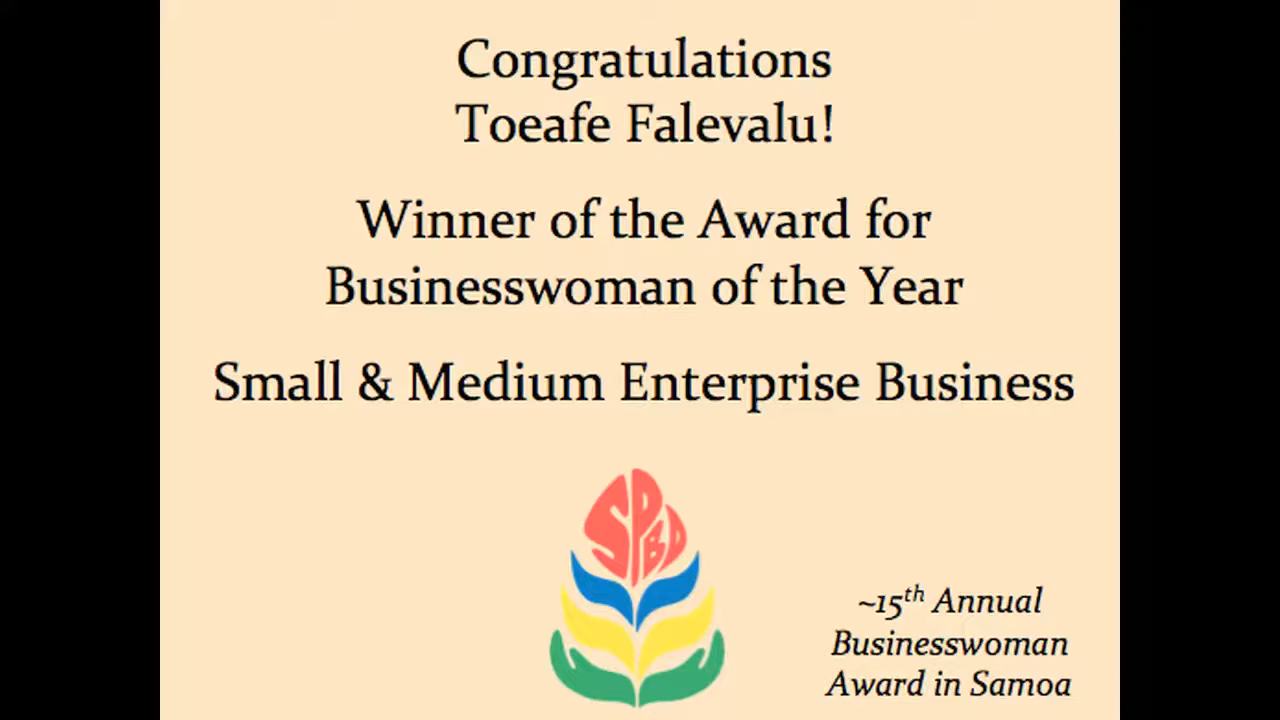 Congratulations
Toeafe Falevalu!
Winner of the Award for
Businesswoman of the Year
Small & Medium Enterprise Business
SPBD
~15th Annual
Businesswoman
Award in Samoa